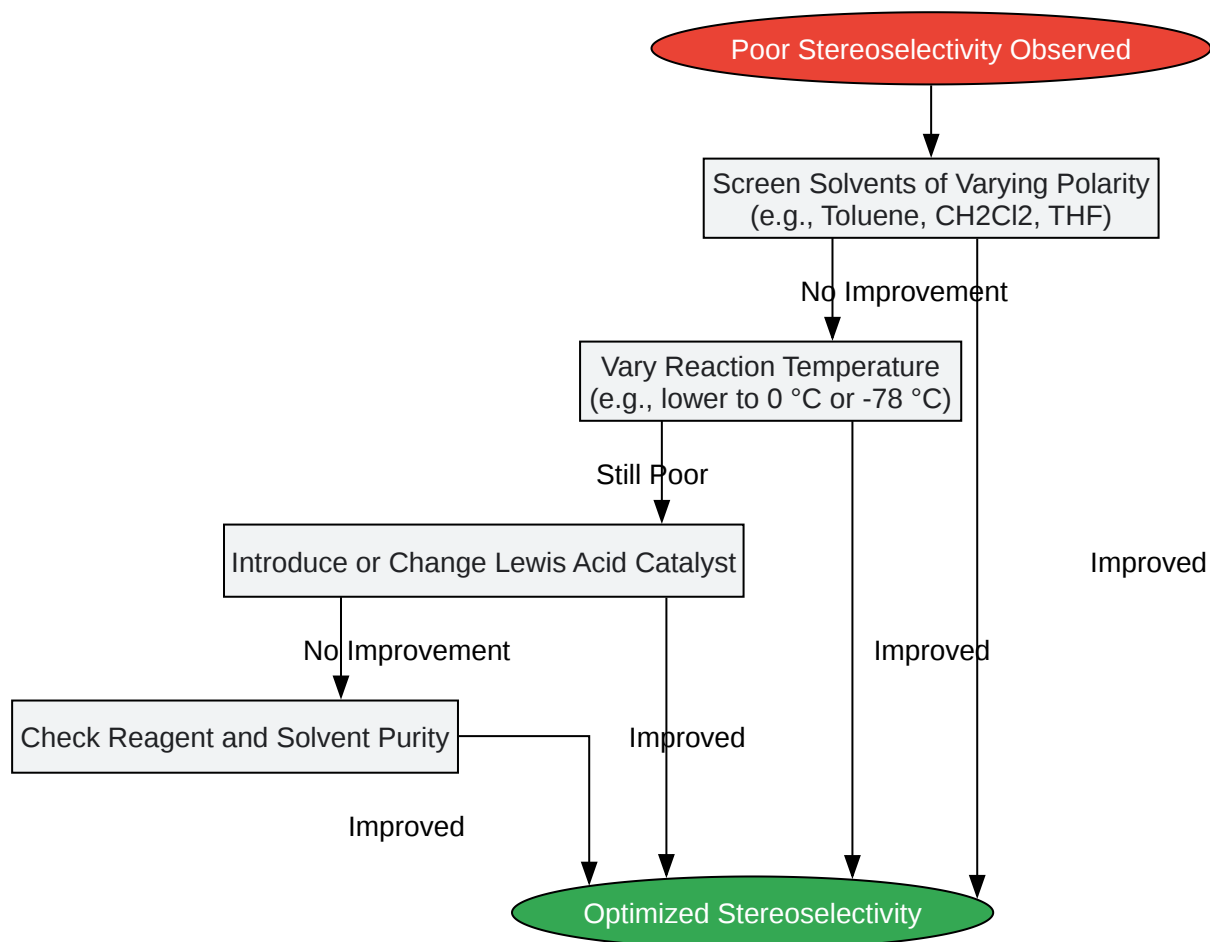 Poor Stereoselectivity Observed
Screen Solvents of Varying Polarity
(e.g., Toluene, CH2Cl2, THF)
No Improvement
Vary Reaction Temperature
(e.g., lower to 0 °C or -78 °C)
Still Poor
Introduce or Change Lewis Acid Catalyst
Improved
No Improvement
Improved
Check Reagent and Solvent Purity
Improved
Improved
Optimized Stereoselectivity